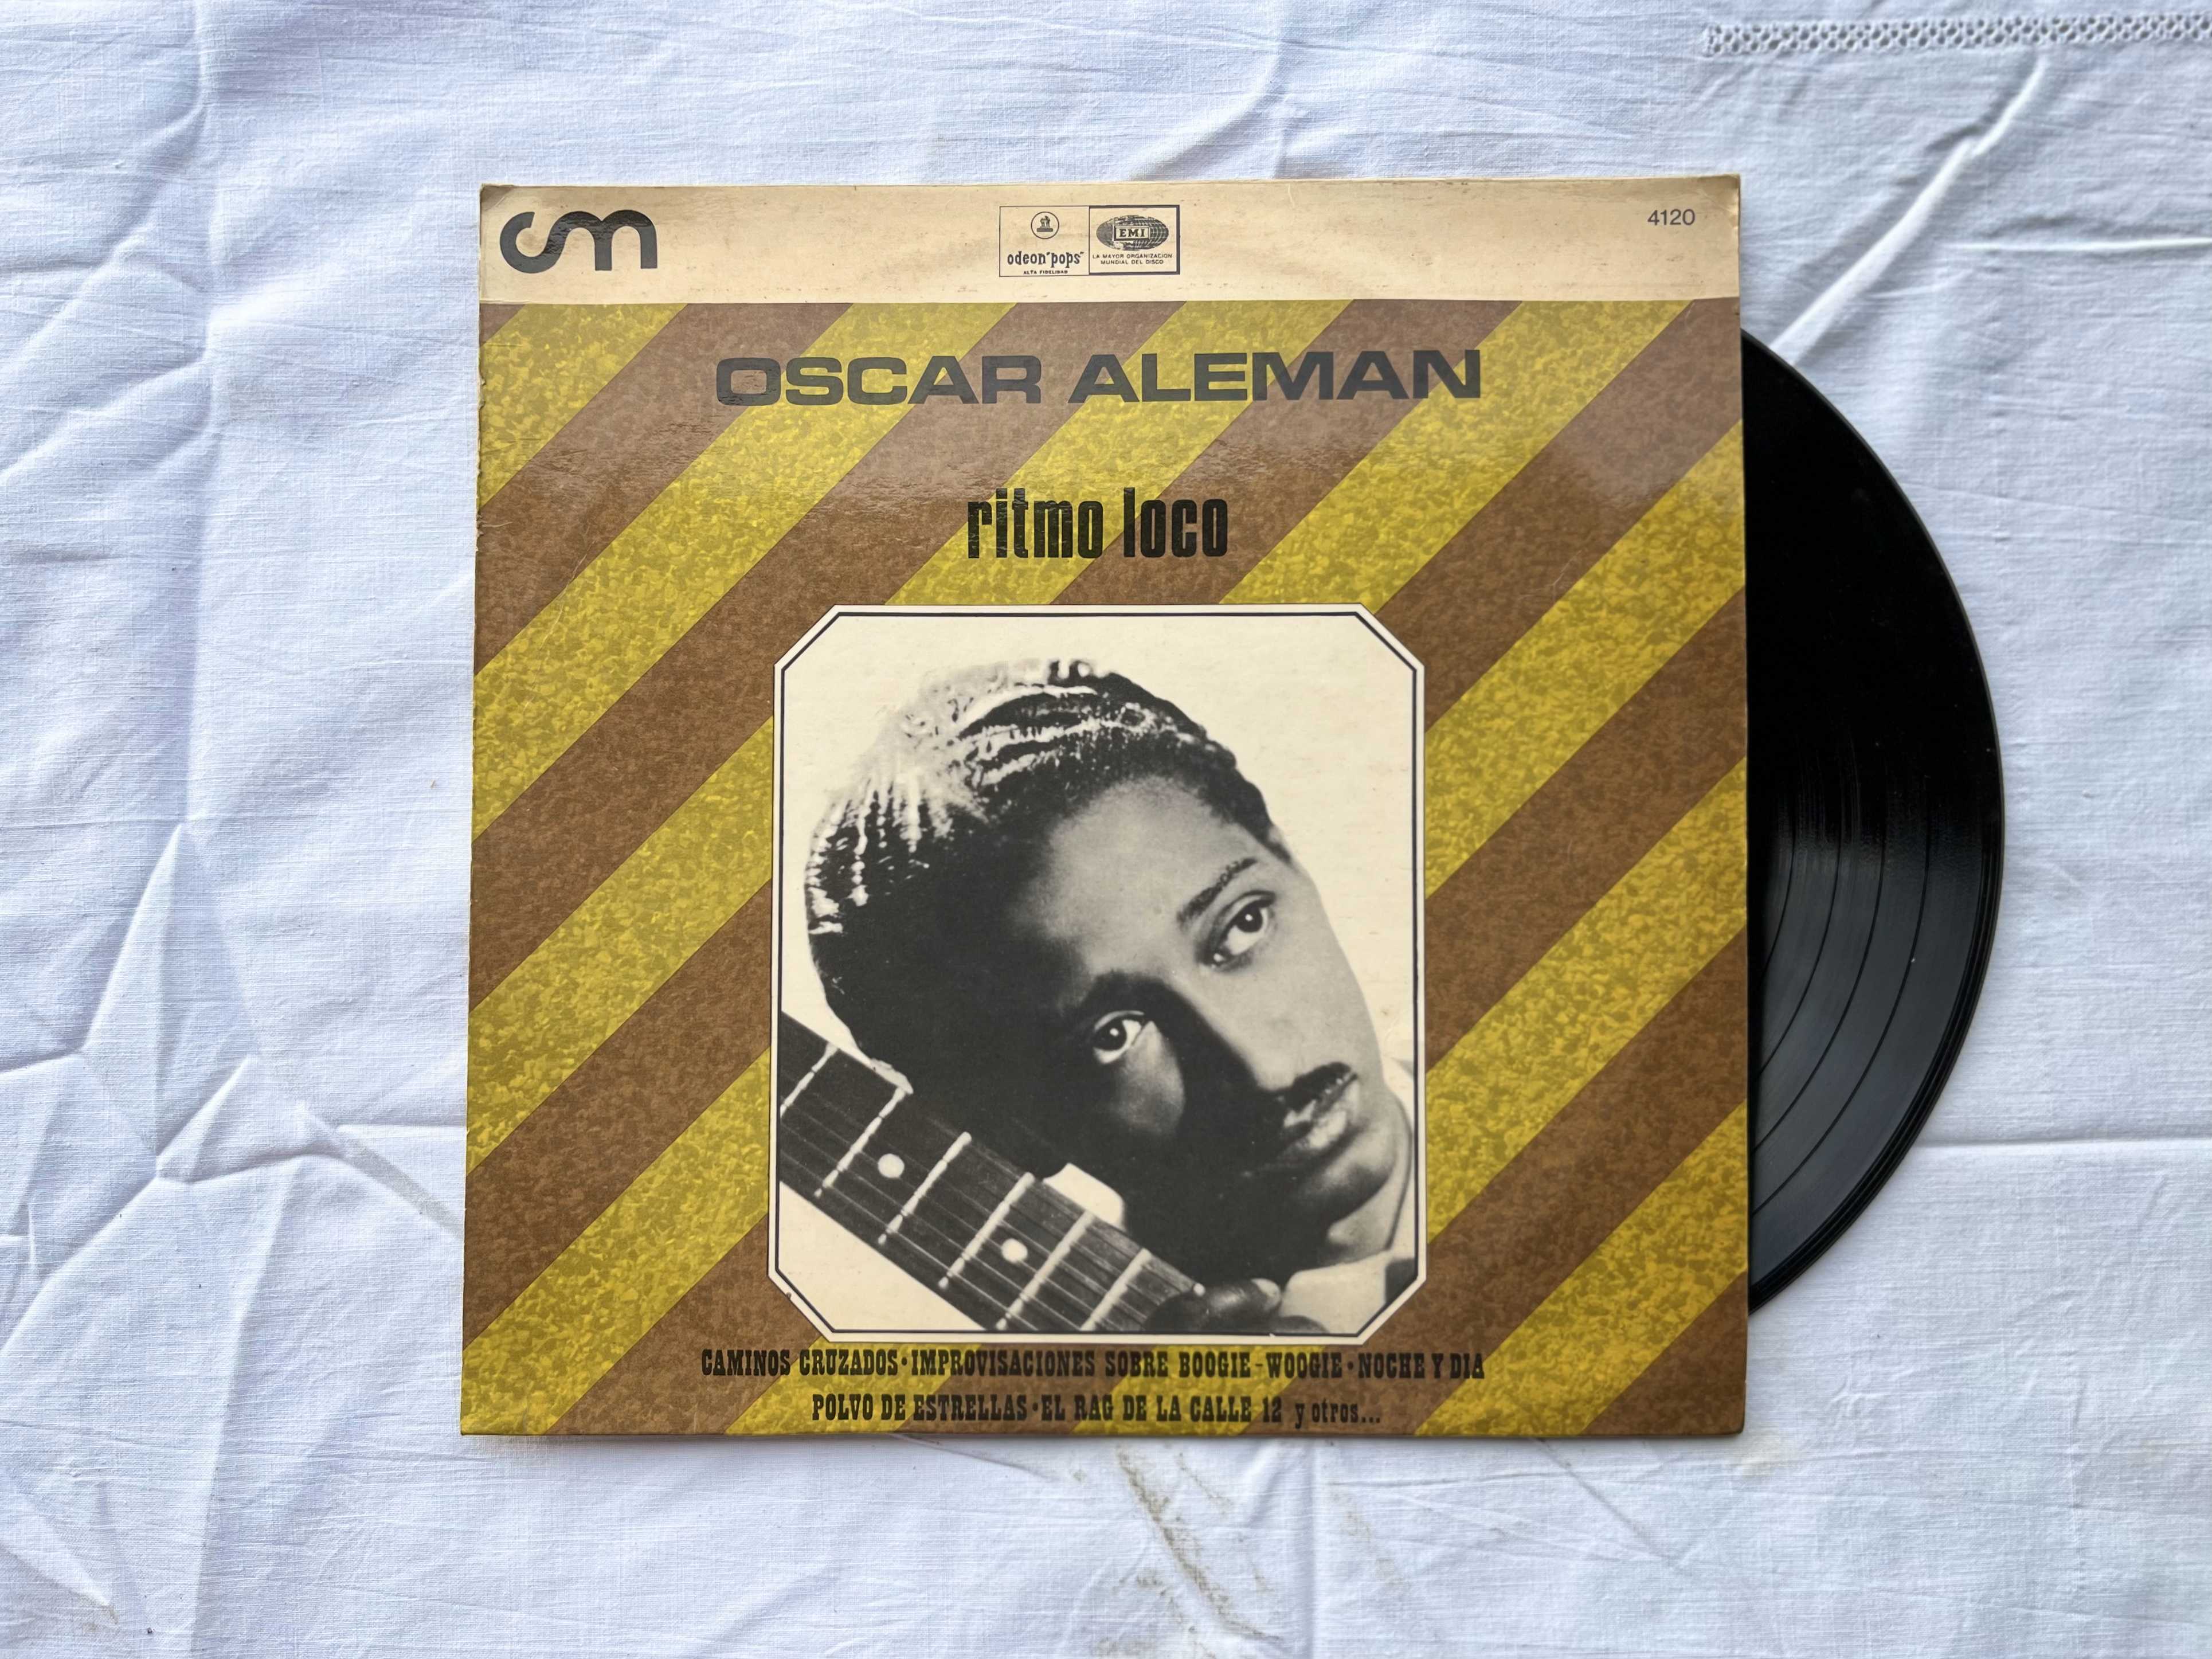 cm
odeon "pops"
ALTA FIDELIDAD
EMI
LA MAYOR ORGANIZACION
MUNDIAL DEL DISCO
4120
OSCAR ALEMAN
ritmo loco
CAMINOS CRUZADOS • IMPROVISACIONES SOBRE BOOGIE-WOOGIE • NOCHE Y DIA
POLVO DE ESTRELLAS • EL RAG DE LA CALLE 12 y otros...